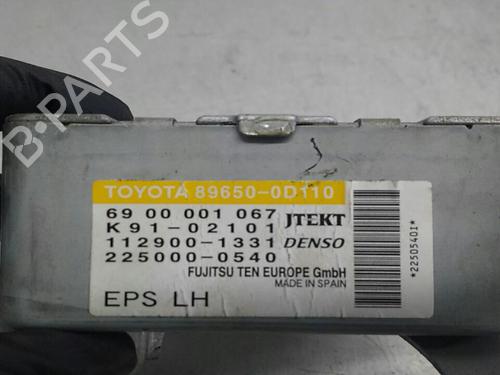 B-PARTS
TOYOTA 89650-0D110
69 00 001 067 JTEKT
K91-02101
112900-1331 DENSO
225000-0540
FUJITSU TEN EUROPE GmbH
MADE IN SPAIN
EPS LH
*22505401*